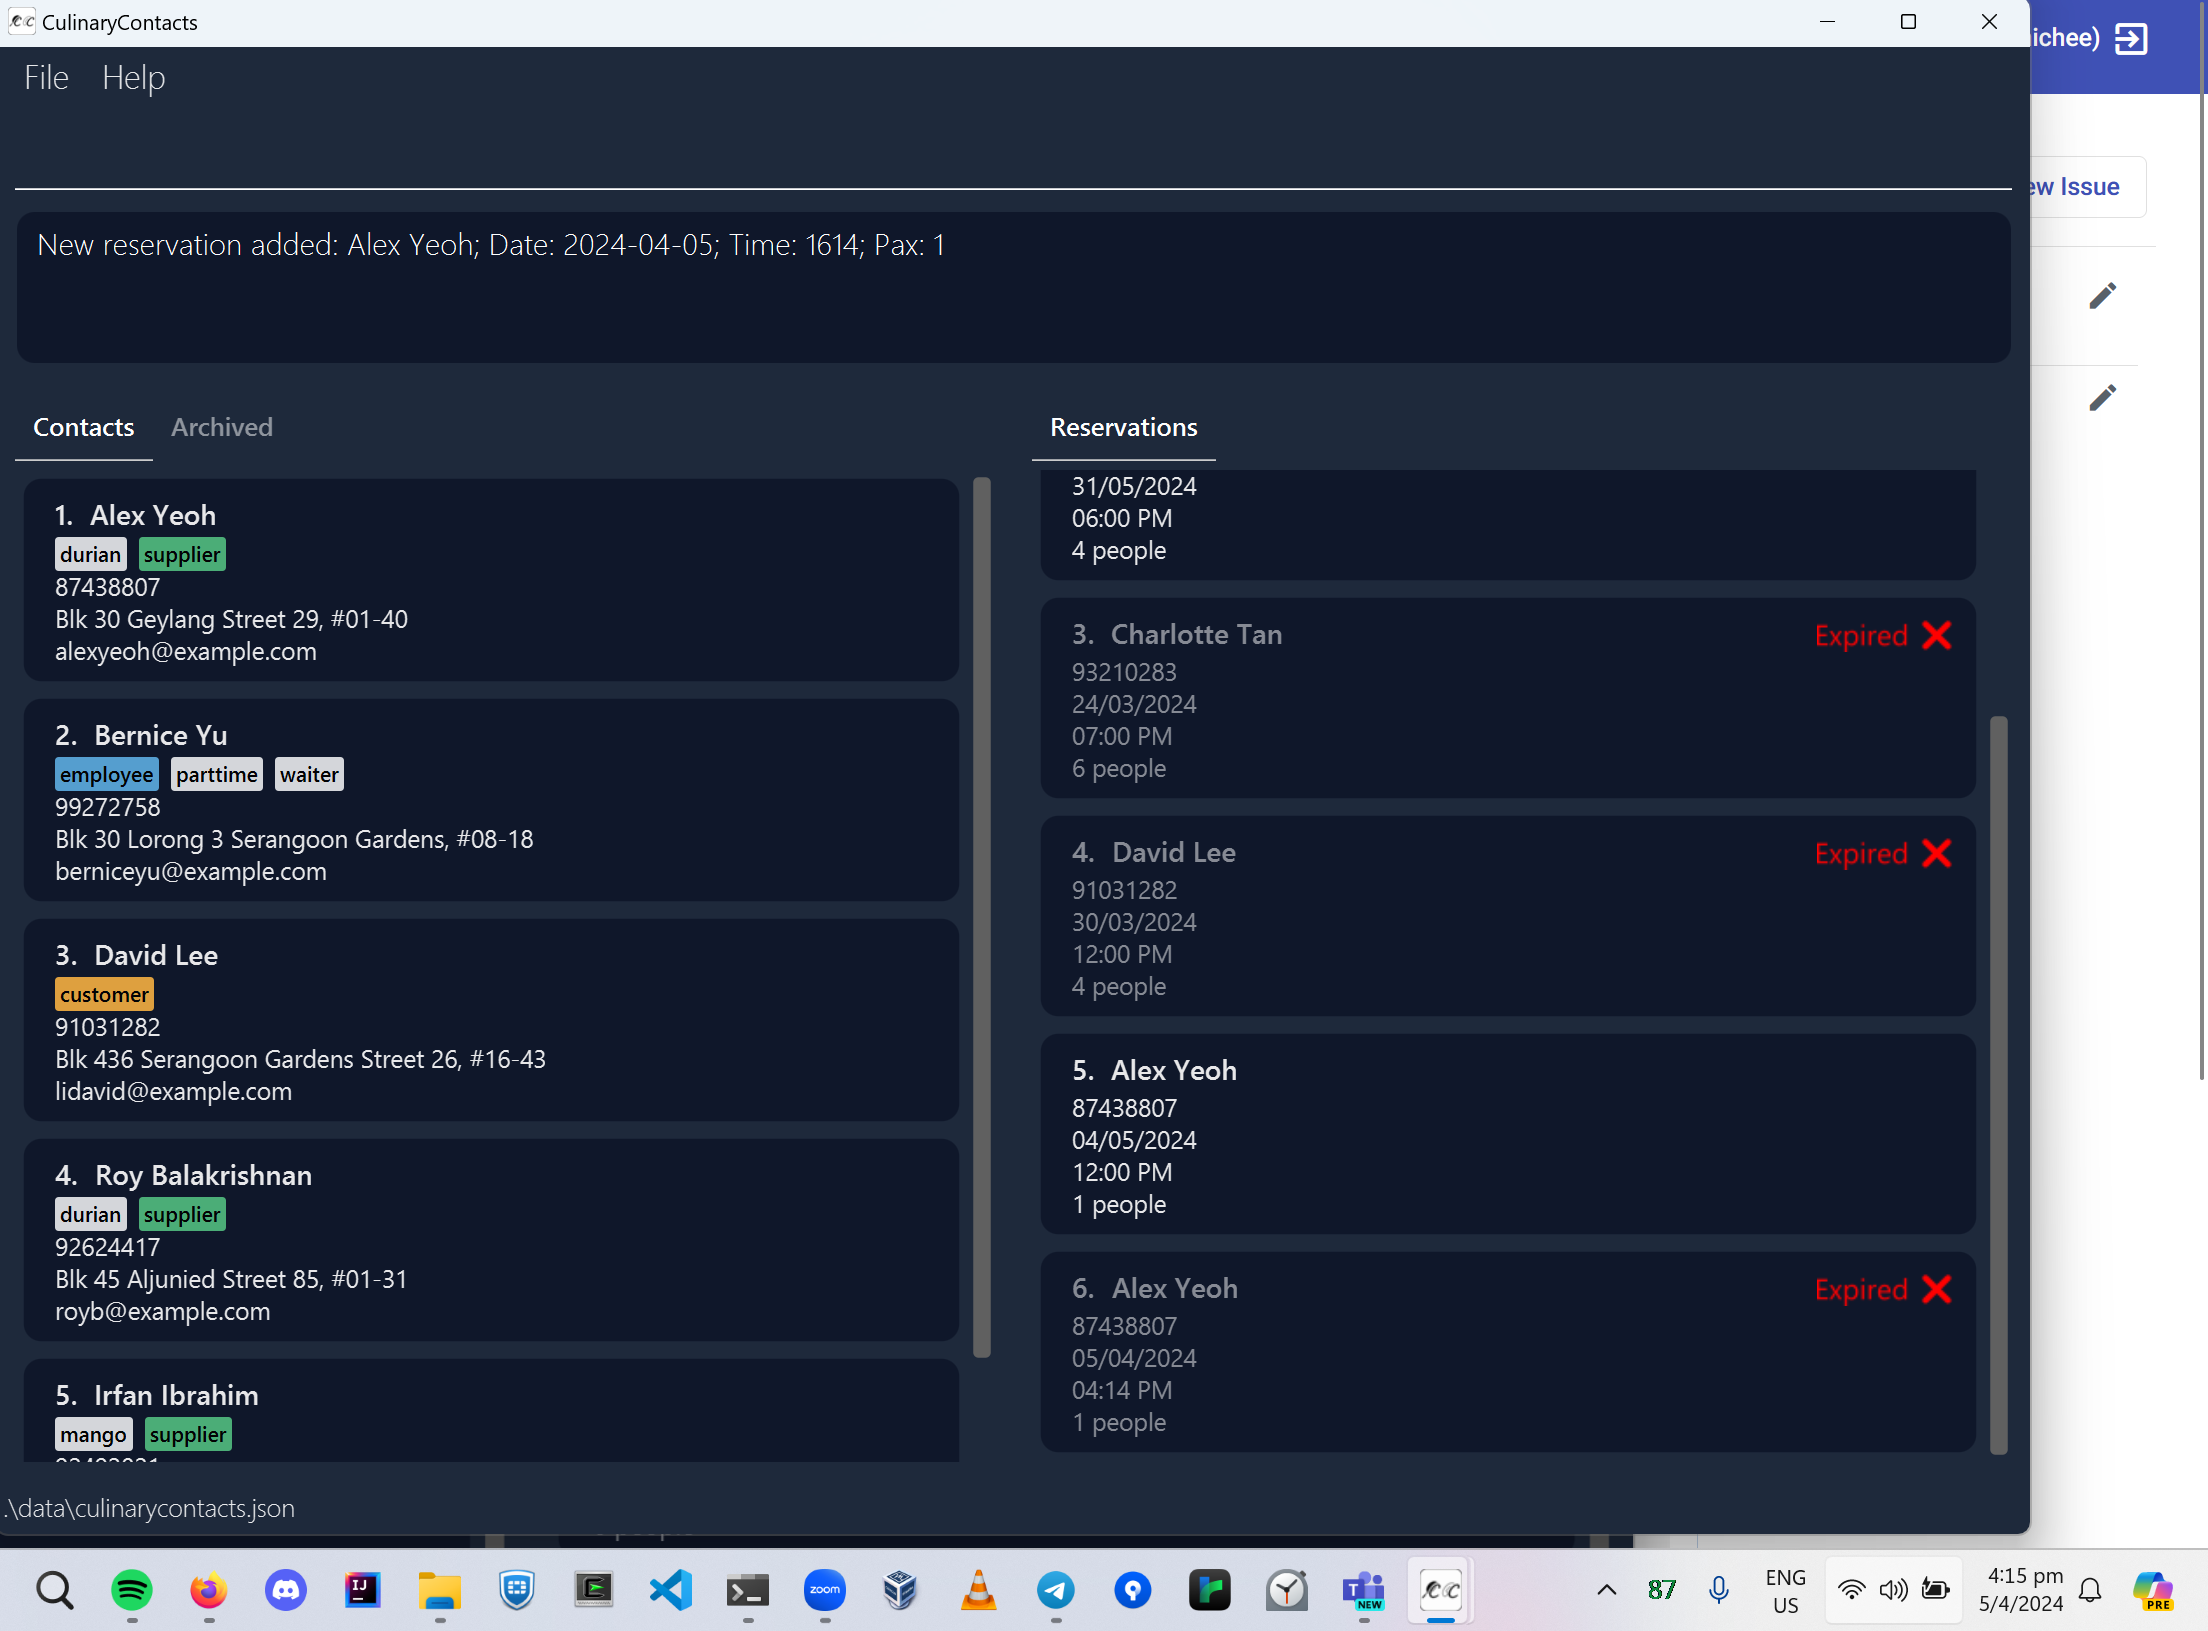 CulinaryContacts
File Help
ichee)
ew Issue
New reservation added: Alex Yeoh; Date: 2024-04-05; Time: 1614; Pax: 1
Contacts Archived
1. Alex Yeoh
durian supplier
87438807
Blk 30 Geylang Street 29, #01-40
alexyeoh@example.com
2. Bernice Yu
employee parttime waiter
99272758
Blk 30 Lorong 3 Serangoon Gardens, #08-18
berniceyu@example.com
3. David Lee
customer
91031282
Blk 436 Serangoon Gardens Street 26, #16-43
lidavid@example.com
4. Roy Balakrishnan
durian supplier
92624417
Blk 45 Aljunied Street 85, #01-31
royb@example.com
5. Irfan Ibrahim
mango supplier
Reservations
31/05/2024
06:00 PM
4 people
3. Charlotte Tan Expired
93210283
24/03/2024
07:00 PM
6 people
4. David Lee Expired
91031282
30/03/2024
12:00 PM
4 people
5. Alex Yeoh
87438807
04/05/2024
12:00 PM
1 people
6. Alex Yeoh Expired
87438807
05/04/2024
04:14 PM
1 people
.\data\culinarycontacts.json
IJ
zoom
T
NEW
CC
87
ENG
US
4:15 pm
5/4/2024
PRE